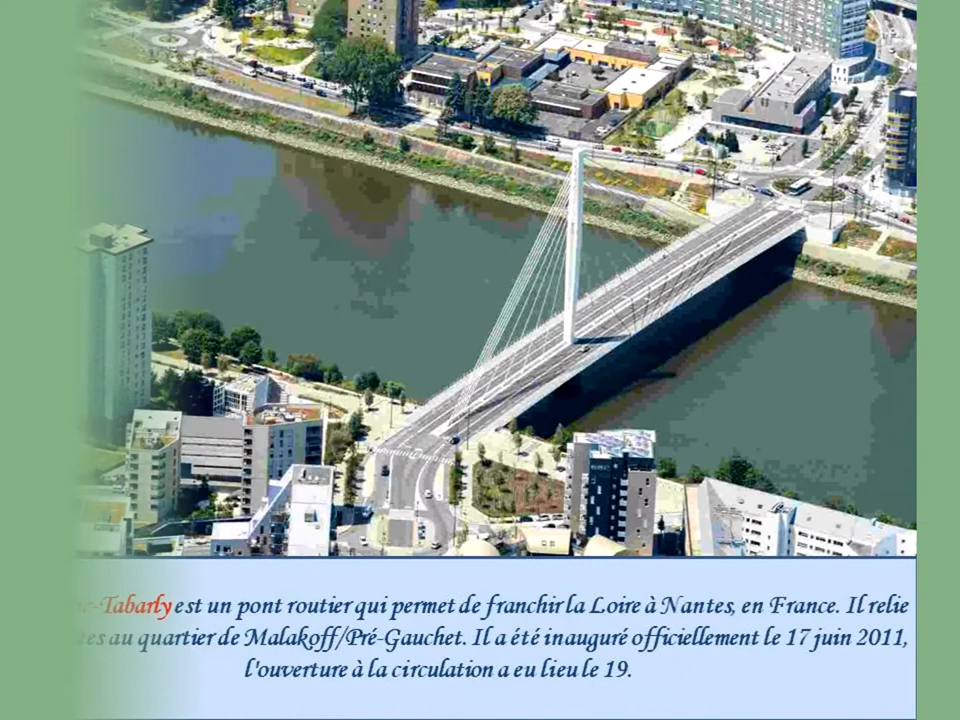 -Tabarly est un pont routier qui permet de franchir la Loire à Nantes, en France. Il relie
au quartier de Malakoff/Pré-Gauchet. Il a été inauguré officiellement le 17 juin 2011,
l'ouverture à la circulation a eu lieu le 19.